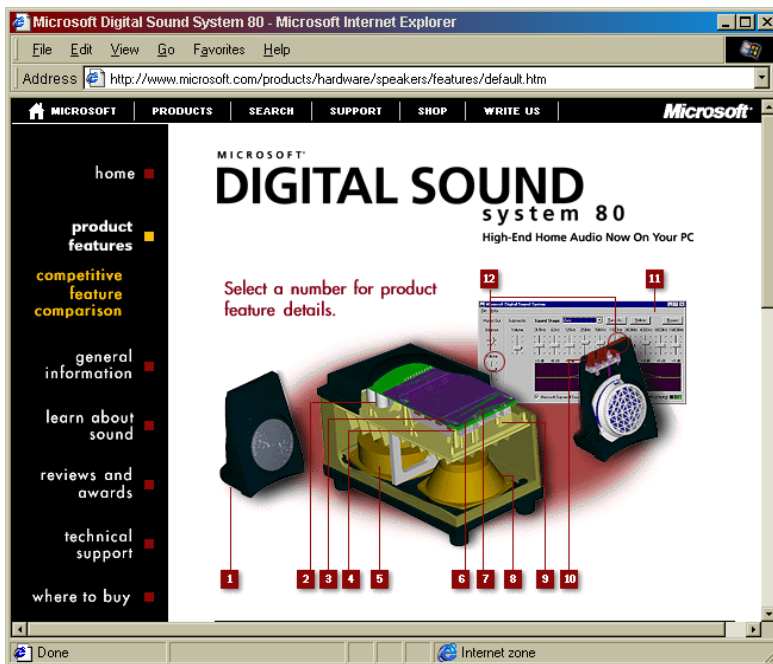 Microsoft Digital Sound System 80 - Microsoft Internet Explorer
File Edit View Go Favorites Help
Address http://www.microsoft.com/products/hardware/speakers/features/default.htm
MICROSOFT PRODUCTS SEARCH SUPPORT SHOP WRITE US Microsoft
home
product
features
competitive
feature
comparison
general
information
learn about
sound
reviews and
awards
technical
support
where to buy
MICROSOFT
DIGITAL SOUND
system 80
High-End Home Audio Now On Your PC
Select a number for product
feature details.
12 11
Microsoft Digital Sound System
10
1 2 3 4 5 6 7 8 9
Done
Internet zone